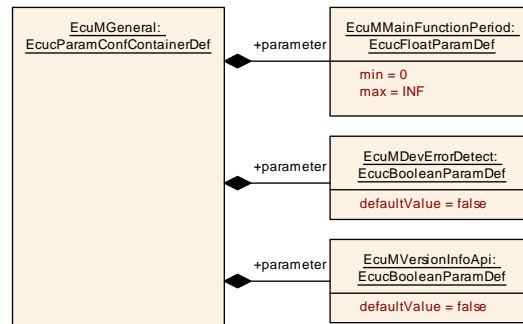 EcuMGeneral:
EcucParamConfContainerDef
+parameter
EcuMMainFunctionPeriod:
EcucFloatParamDef
min = 0
max = INF
+parameter
EcuMDevErrorDetect:
EcucBooleanParamDef
defaultValue = false
+parameter
EcuMVersionInfoApi:
EcucBooleanParamDef
defaultValue = false